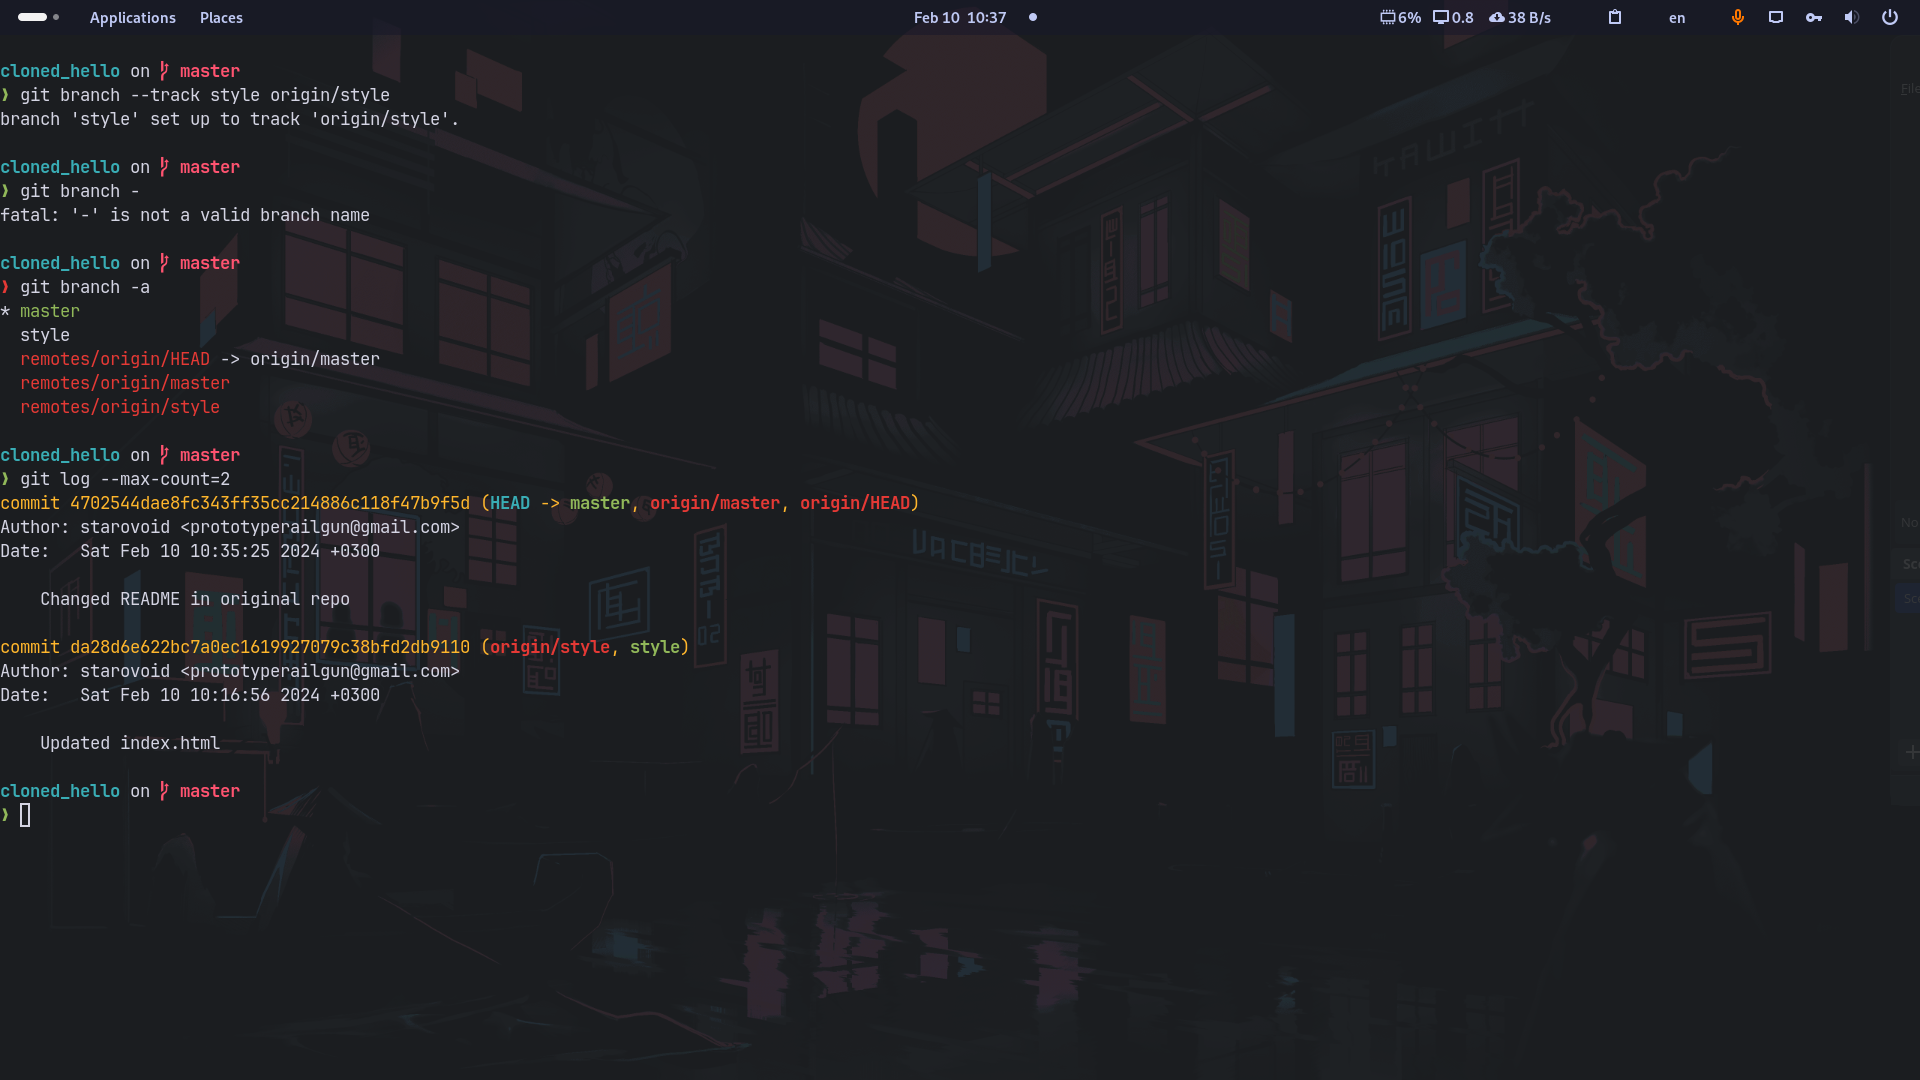 Applications Places Feb 10 10:37 6% 0.8 38 B/s en
cloned_hello on master
❯ git branch --track style origin/style
branch 'style' set up to track 'origin/style'.
cloned_hello on master
❯ git branch -
fatal: '-' is not a valid branch name
cloned_hello on master
❯ git branch -a
* master
style
remotes/origin/HEAD -> origin/master
remotes/origin/master
remotes/origin/style
cloned_hello on master
❯ git log --max-count=2
commit 4702544dae8fc343ff35cc214886c118f47b9f5d (HEAD -> master, origin/master, origin/HEAD)
Author: starovoid <prototyperailgun@gmail.com>
Date:   Sat Feb 10 10:35:25 2024 +0300
Changed README in original repo
commit da28d6e622bc7a0ec1619927079c38bfd2db9110 (origin/style, style)
Author: starovoid <prototyperailgun@gmail.com>
Date:   Sat Feb 10 10:16:56 2024 +0300
Updated index.html
cloned_hello on master
❯